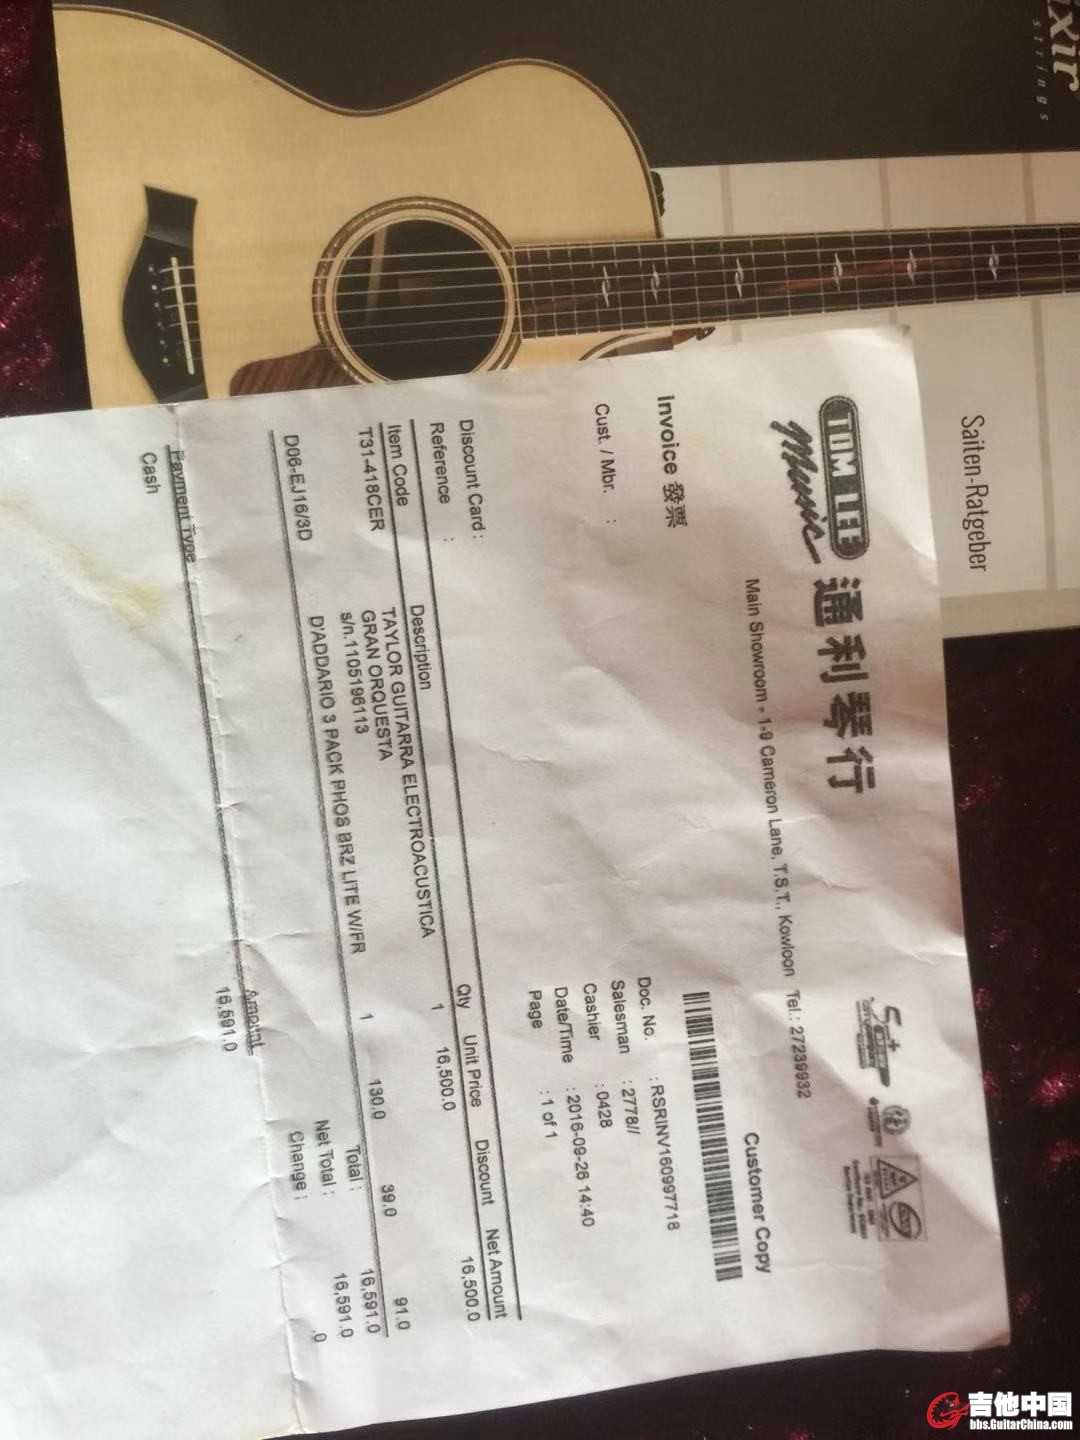 ixir
strings
Saiten-Ratgeber
TOM LEE
Music
通利琴行
Main Showroom - 1-9 Cameron Lane, T.S.T., Kowloon Tel.: 27239932
Customer Copy
Invoice 發票
Cust. / Mbr. :
Doc. No. : RSRINV160997718
Salesman : 2778//
Cashier : 0428
Date/Time : 2016-09-26 14:40
Page : 1 of 1
Discount Card :
Reference :
Item Code Description Qty Unit Price Discount Net Amount
T31-418CER TAYLOR GUITARRA ELECTROACUSTICA 1 16,500.0 16,500.0
GRAN ORQUESTA
s/n.1105196113
D06-EJ16/3D D'ADDARIO 3 PACK PHOS BRZ LITE W/FR 1 130.0 39.0 91.0
Total : 16,591.0
Net Total : 16,591.0
Change : .0
Payment Type Amount
Cash 16,591.0
吉他中国
bbs.GuitarChina.com